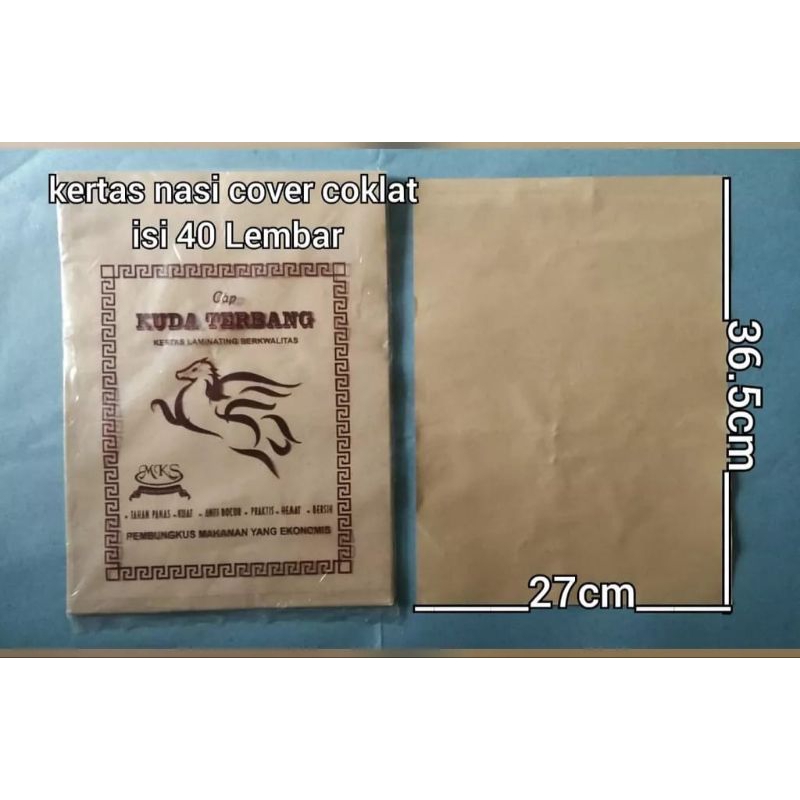 kertas nasi cover coklat
isi 40 Lembar
Cap
KUDA TERBANG
KERTAS LAMINATING BERKWALITAS
MKS
- TAHAN PANAS - KUAT - ANTI BOCOR - PRAKTIS - HEMAT - BERSIH
PEMBUNGKUS MAKANAN YANG EKONOMIS
36.5cm
27cm